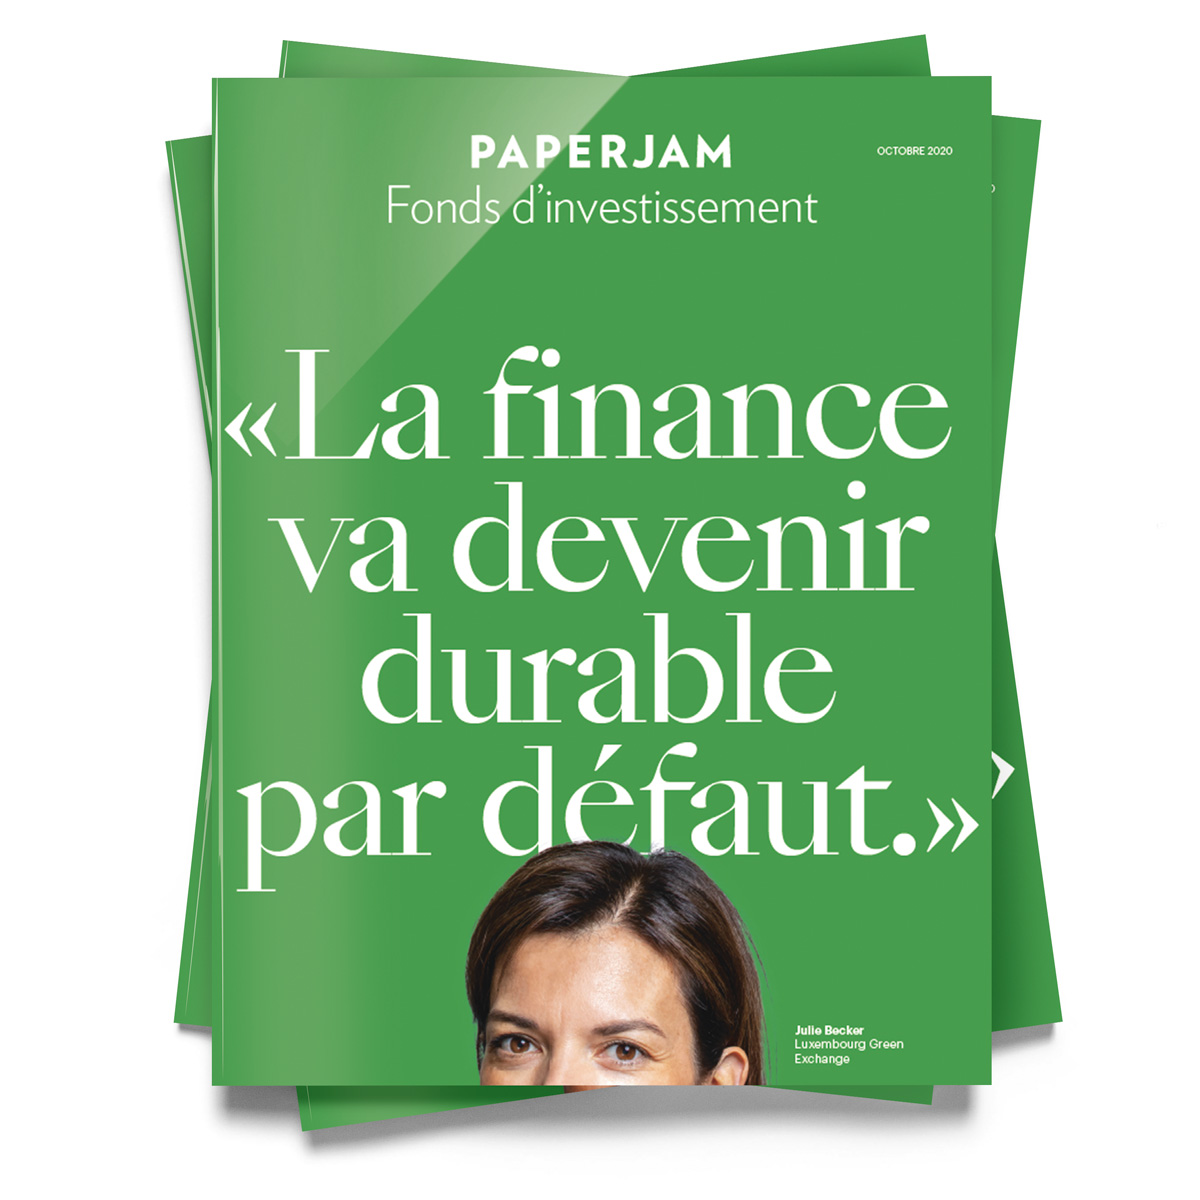 PAPERJAM
OCTOBRE 2020
Fonds d'investissement
«La finance
va devenir
durable
par défaut.»
Julie Becker
Luxembourg Green
Exchange